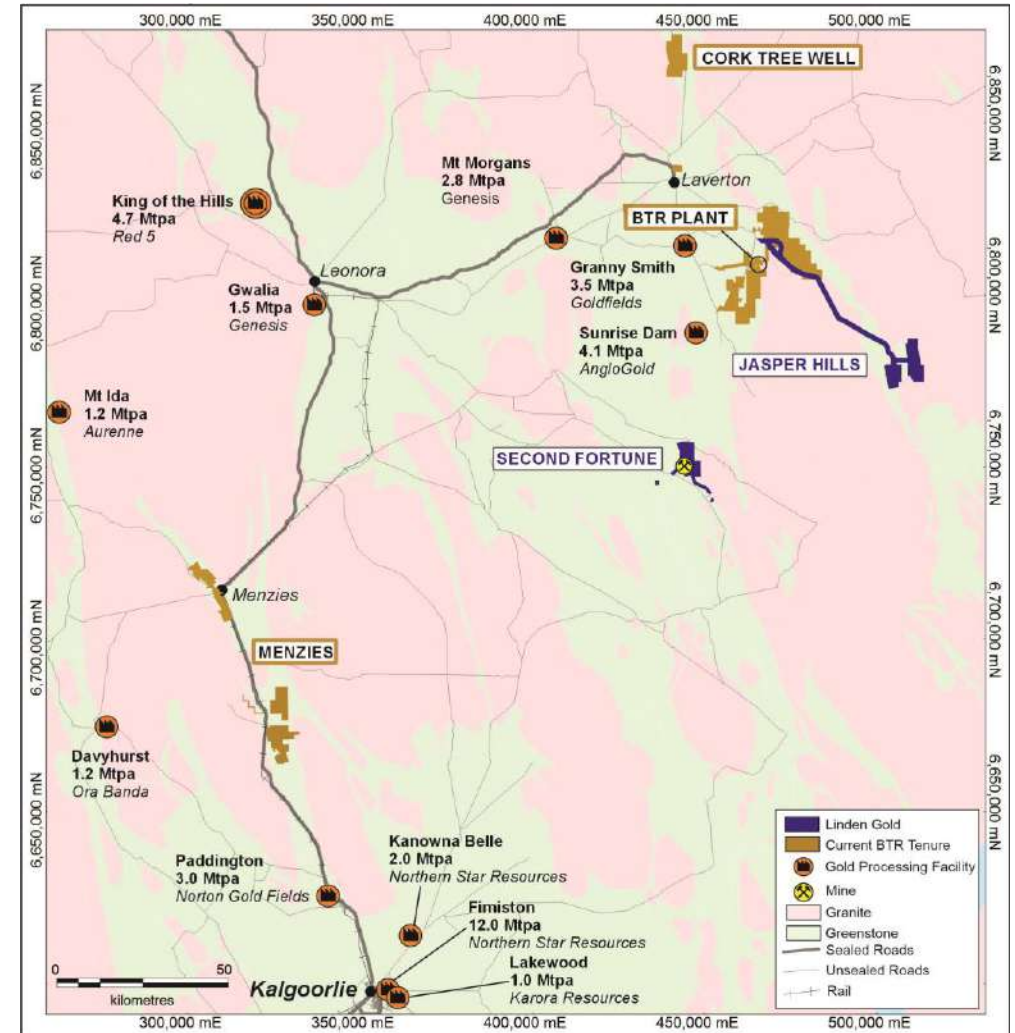 300,000 mE
350,000 mE
400,000 mE
450,000 mE
500,000 mE
6,850,000 mN
6,800,000 mN
6,750,000 mN
6,700,000 mN
6,650,000 mN
CORK TREE WELL
Mt Morgans
2.8 Mtpa
Genesis
Laverton
King of the Hills
4.7 Mtpa
Red 5
BTR PLANT
Leonora
Granny Smith
3.5 Mtpa
Goldfields
Gwalia
1.5 Mtpa
Genesis
Sunrise Dam
4.1 Mtpa
AngloGold
JASPER HILLS
Mt Ida
1.2 Mtpa
Aurenne
SECOND FORTUNE
Menzies
MENZIES
Davyhurst
1.2 Mtpa
Ora Banda
Kanowna Belle
2.0 Mtpa
Northern Star Resources
Paddington
3.0 Mtpa
Norton Gold Fields
Fimiston
12.0 Mtpa
Northern Star Resources
Lakewood
1.0 Mtpa
Karora Resources
Kalgoorlie
0 50
kilometres
Linden Gold
Current BTR Tenure
Gold Processing Facility
Mine
Granite
Greenstone
Sealed Roads
Unsealed Roads
Rail
6,850,000 mN
6,800,000 mN
6,750,000 mN
6,700,000 mN
6,650,000 mN
300,000 mE
350,000 mE
400,000 mE
450,000 mE
500,000 mE